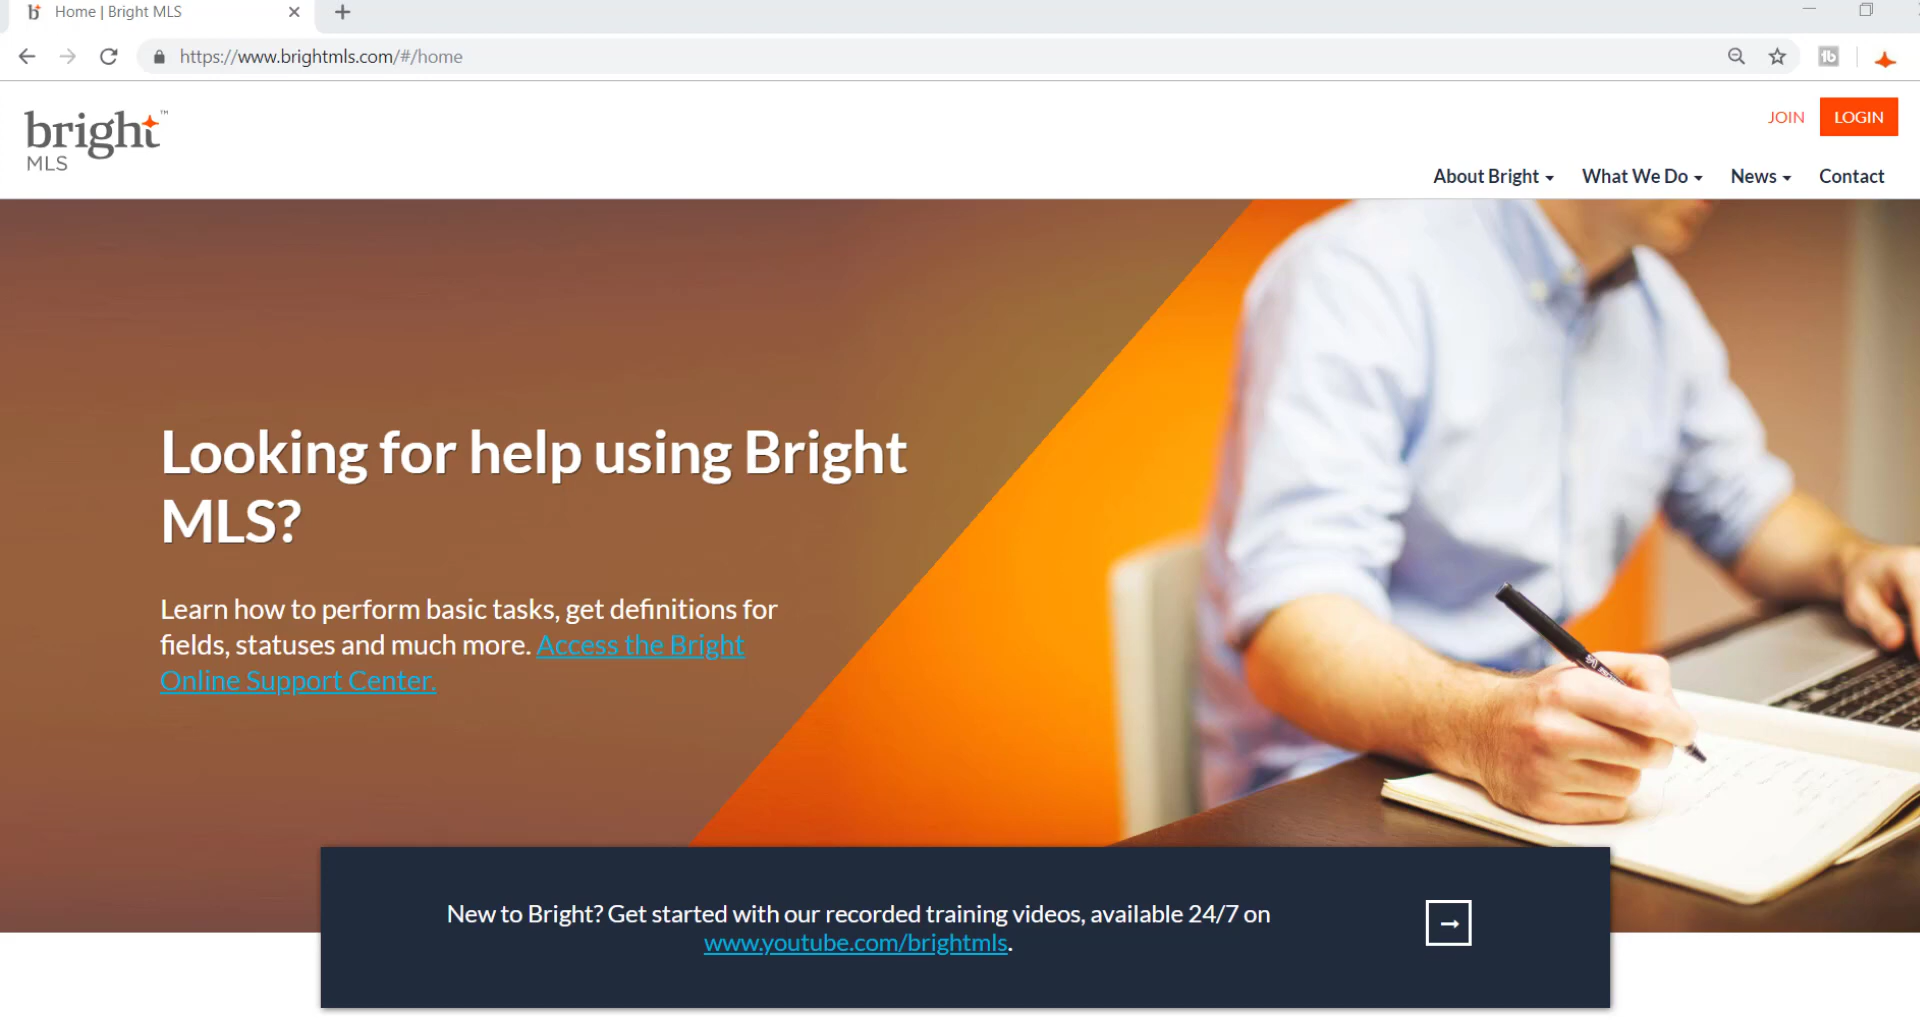 Home | Bright MLS
https://www.brightmls.com/#/home
bright™
MLS
JOIN
LOGIN
About Bright
What We Do
News
Contact
Looking for help using Bright
MLS?
Learn how to perform basic tasks, get definitions for
fields, statuses and much more. Access the Bright
Online Support Center.
New to Bright? Get started with our recorded training videos, available 24/7 on
www.youtube.com/brightmls.